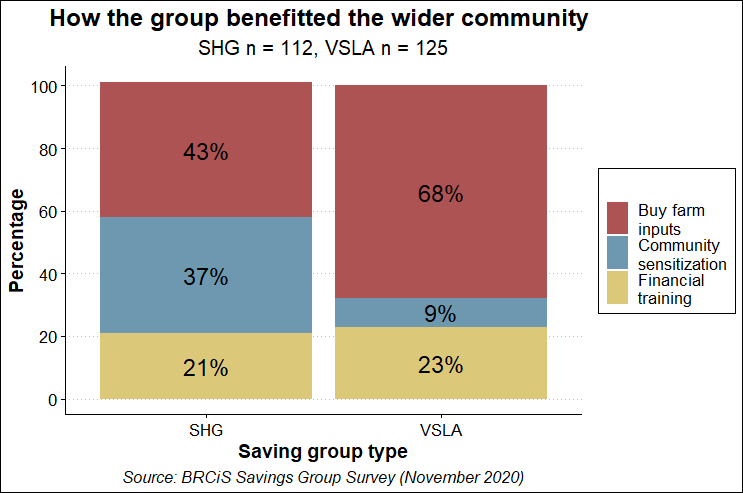 How the group benefitted the wider community
SHG n = 112, VSLA n = 125
Percentage
100
80
60
40
20
0
43%
37%
21%
68%
9%
23%
SHG
VSLA
Saving group type
Source: BRCiS Savings Group Survey (November 2020)
Buy farm
inputs
Community
sensitization
Financial
training